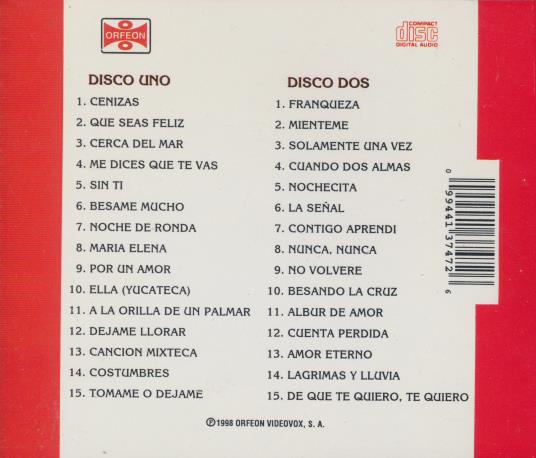 ORFEON
COMPACT
disc
DIGITAL AUDIO
DISCO UNO
1. CENIZAS
2. QUE SEAS FELIZ
3. CERCA DEL MAR
4. ME DICES QUE TE VAS
5. SIN TI
6. BESAME MUCHO
7. NOCHE DE RONDA
8. MARIA ELENA
9. POR UN AMOR
10. ELLA (YUCATECA)
11. A LA ORILLA DE UN PALMAR
12. DEJAME LLORAR
13. CANCION MIXTECA
14. COSTUMBRES
15. TOMAME O DEJAME
DISCO DOS
1. FRANQUEZA
2. MIENTEME
3. SOLAMENTE UNA VEZ
4. CUANDO DOS ALMAS
5. NOCHECITA
6. LA SEÑAL
7. CONTIGO APRENDI
8. NUNCA, NUNCA
9. NO VOLVERE
10. BESANDO LA CRUZ
11. ALBUR DE AMOR
12. CUENTA PERDIDA
13. AMOR ETERNO
14. LAGRIMAS Y LLUVIA
15. DE QUE TE QUIERO, TE QUIERO
0 99441 37472 6
℗1998 ORFEON VIDEOVOX, S. A.